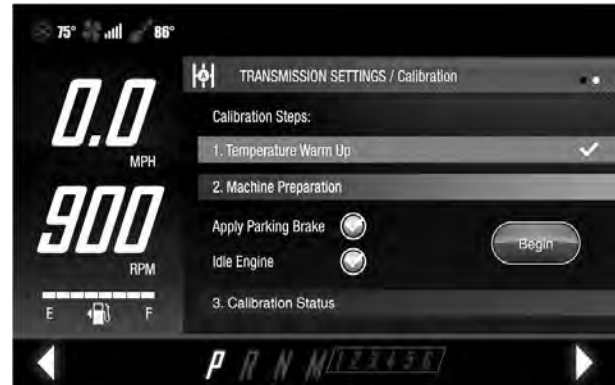 75° 86°
TRANSMISSION SETTINGS / Calibration
0.0
MPH
Calibration Steps:
1. Temperature Warm Up
2. Machine Preparation
900
RPM
Apply Parking Brake
Idle Engine
Begin
3. Calibration Status
E F
P R N M 1 2 3 4 5 6